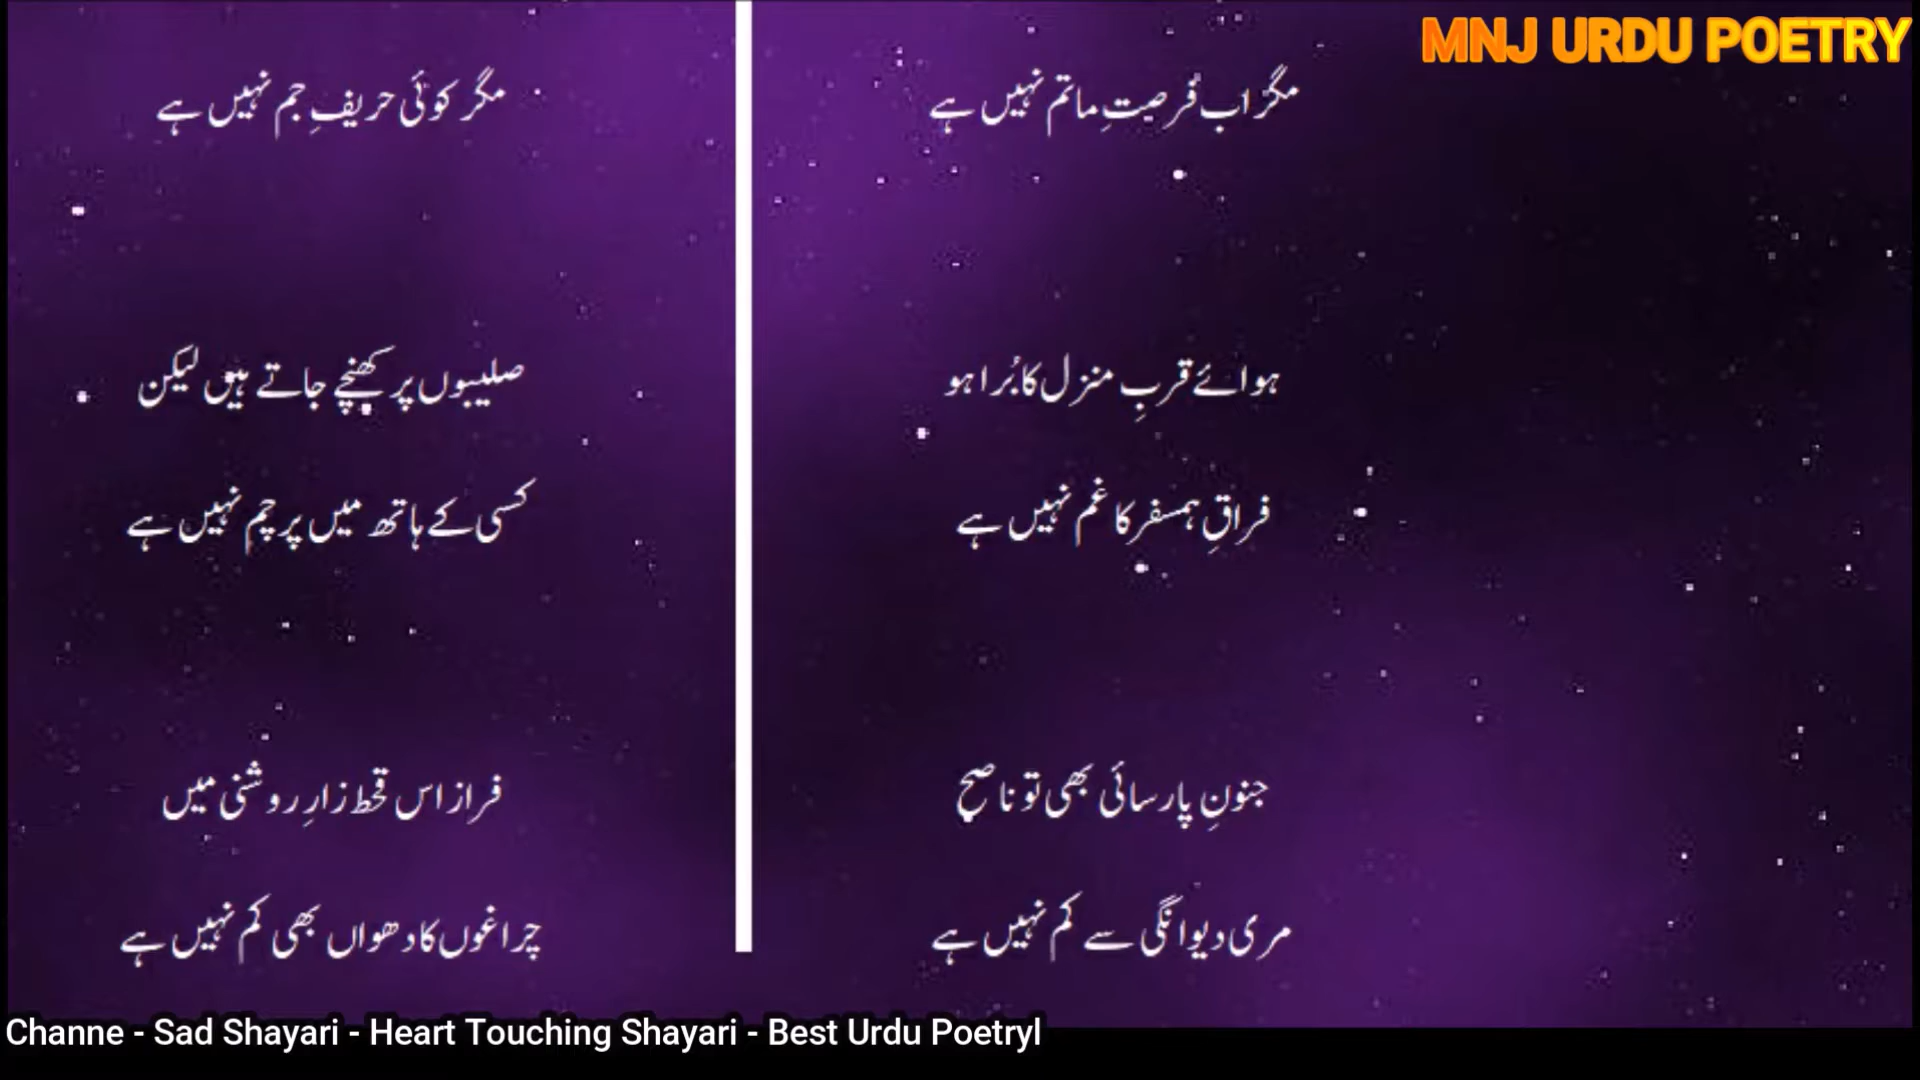 MNJ URDU POETRY
مگر اب فرصتِ ماتم نہیں ہے
ہوائے قربِ منزل کا بُرا ہو
فراقِ ہمسفر کا غم نہیں ہے
جنونِ پارسائی بھی تو ناصح
مری دیوانگی سے کم نہیں ہے
مگر کوئی حریفِ جم نہیں ہے
صلیبوں پر کھنچے جاتے ہیں لیکن
کسی کے ہاتھ میں پرچم نہیں ہے
فراز اس قحط زارِ روشنی میں
چراغوں کا دھواں بھی کم نہیں ہے
Channe - Sad Shayari - Heart Touching Shayari - Best Urdu Poetryl